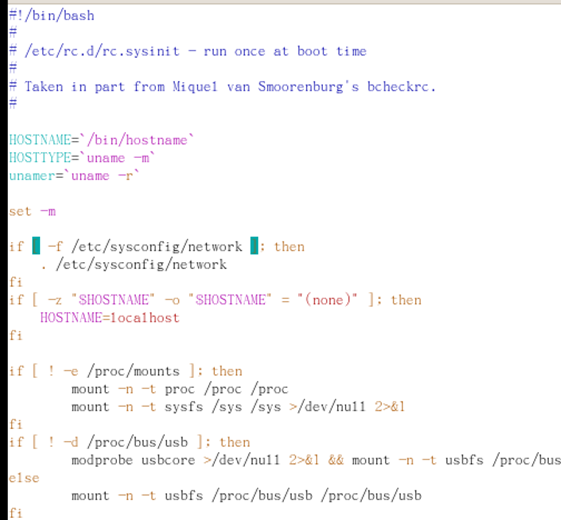 #!/bin/bash
#
# /etc/rc.d/rc.sysinit - run once at boot time
#
# Taken in part from Miquel van Smoorenburg's bcheckrc.
#
HOSTNAME=`/bin/hostname`
HOSTTYPE=`uname -m`
unamer=`uname -r`
set -m
if [ -f /etc/sysconfig/network ]; then
. /etc/sysconfig/network
fi
if [ -z "$HOSTNAME" -o "$HOSTNAME" = "(none)" ]; then
HOSTNAME=localhost
fi
if [ ! -e /proc/mounts ]; then
mount -n -t proc /proc /proc
mount -n -t sysfs /sys /sys >/dev/null 2>&1
fi
if [ ! -d /proc/bus/usb ]; then
modprobe usbcore >/dev/null 2>&1 && mount -n -t usbfs /proc/bus
else
mount -n -t usbfs /proc/bus/usb /proc/bus/usb
fi